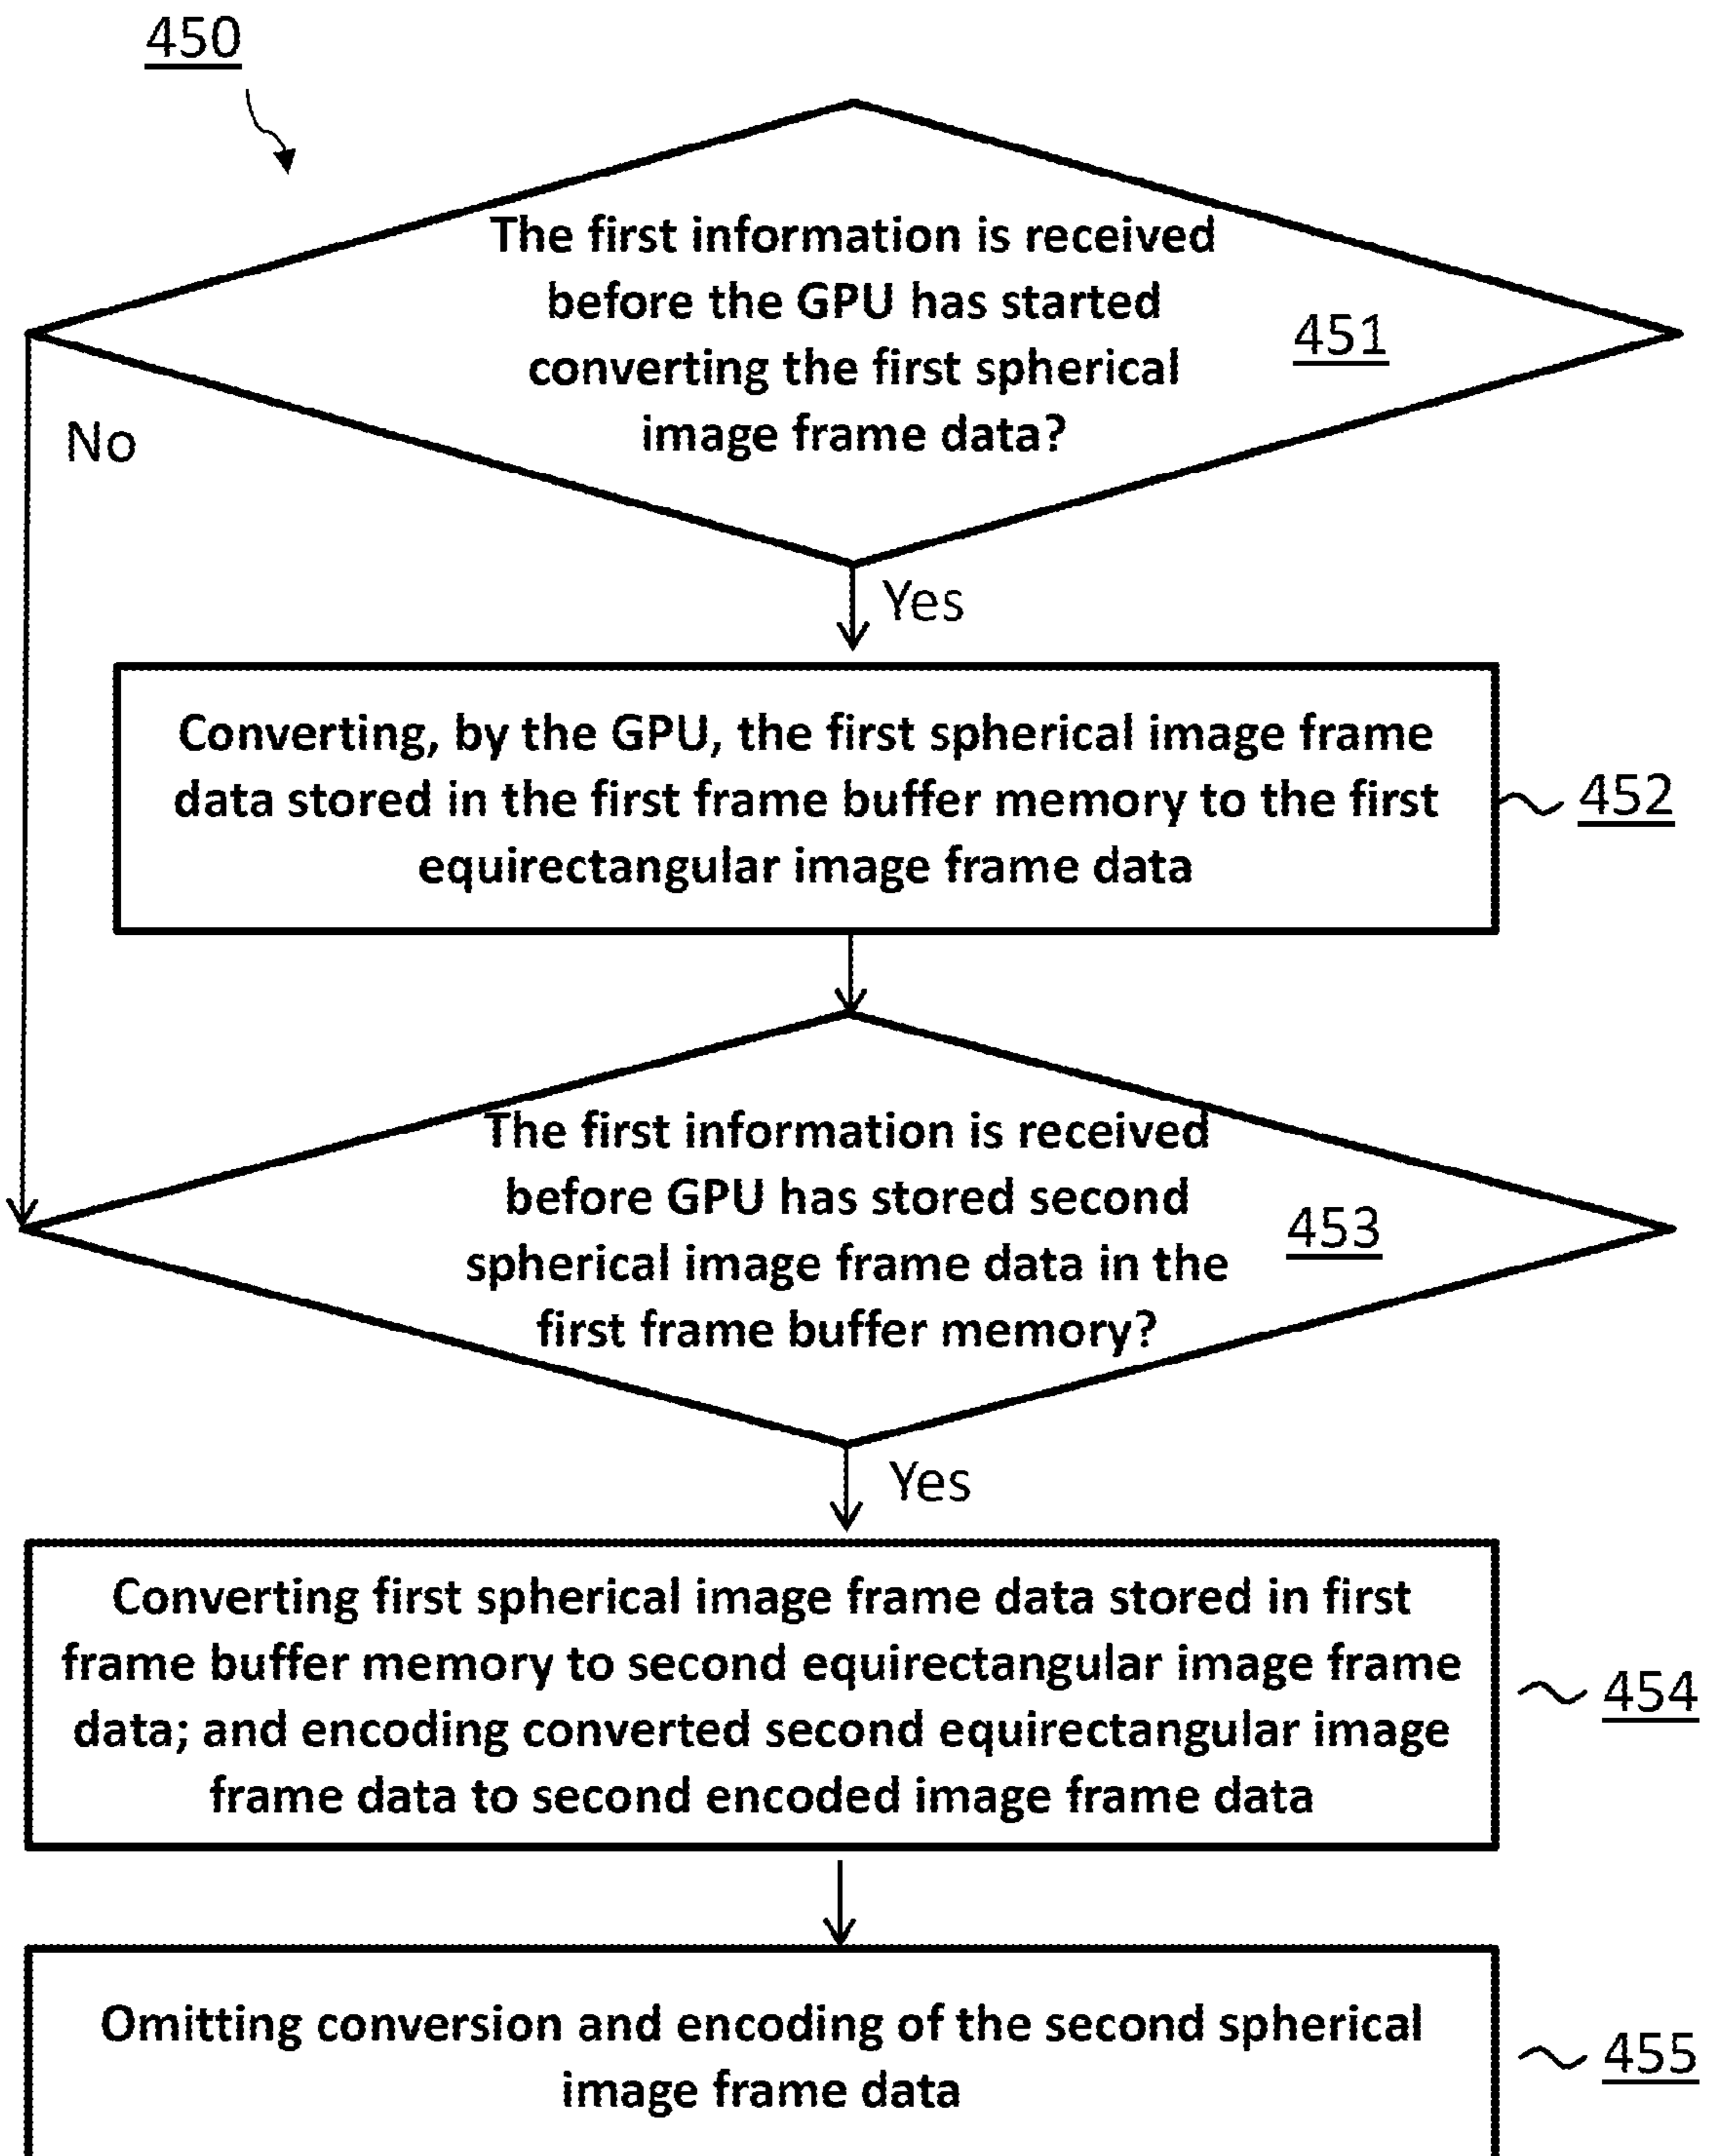 450
The first information is received
before the GPU has started
converting the first spherical
image frame data?
451
No
Yes
Converting, by the GPU, the first spherical image frame
data stored in the first frame buffer memory to the first
equirectangular image frame data
452
The first information is received
before GPU has stored second
spherical image frame data in the
first frame buffer memory?
453
Yes
Converting first spherical image frame data stored in first
frame buffer memory to second equirectangular image frame
data; and encoding converted second equirectangular image
frame data to second encoded image frame data
454
Omitting conversion and encoding of the second spherical
image frame data
455